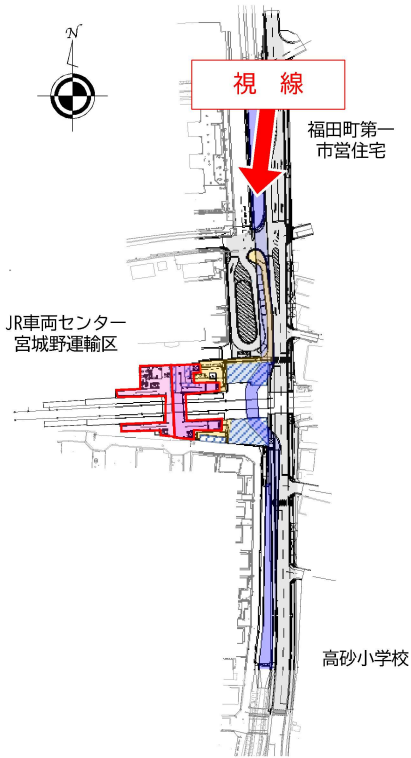 N
視 線
福田町第一
市営住宅
JR車両センター
宮城野運輸区
高砂小学校